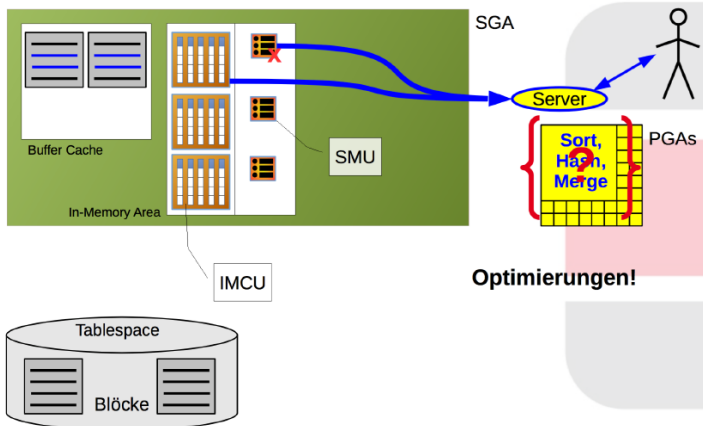 SGA
Server
Buffer Cache
SMU
PGAs
Sort,
Hash,
Merge
?
x
In-Memory Area
IMCU
Optimierungen!
Tablespace
Blöcke